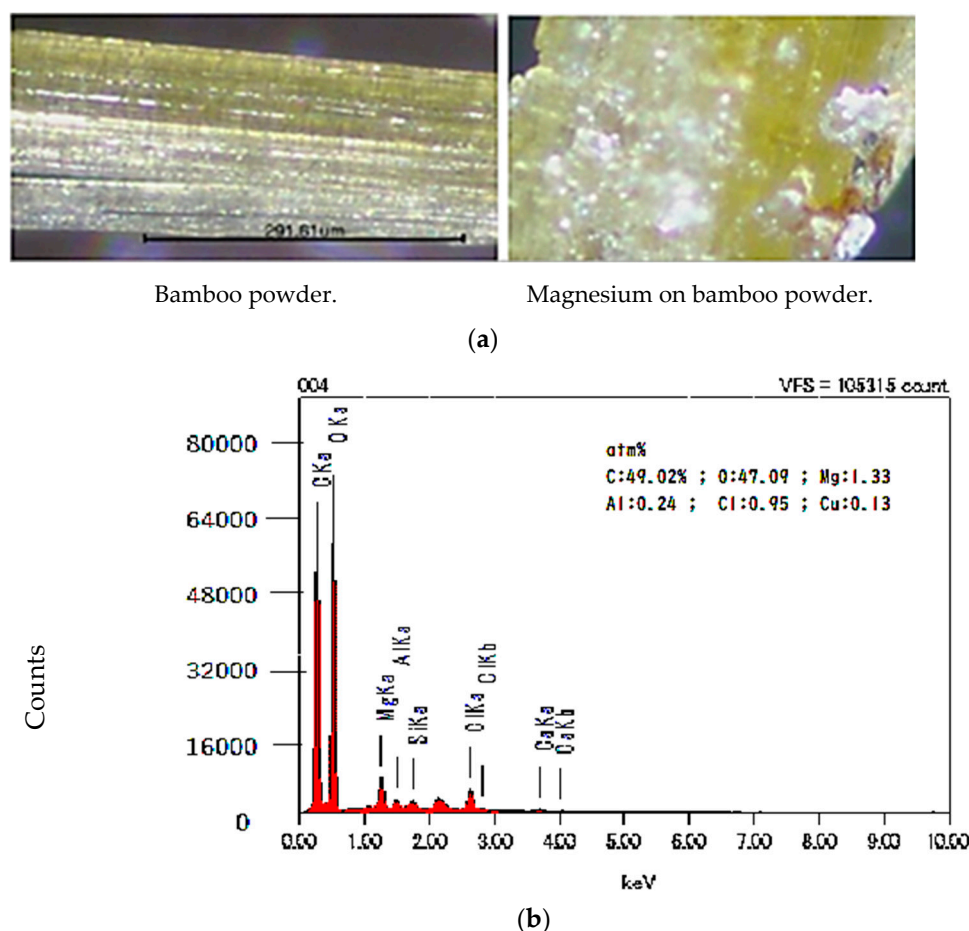 291.61um
Bamboo powder.
Magnesium on bamboo powder.
(a)
004
VFS = 105315 count
80000
64000
48000
32000
16000
0
Counts
CKa
OKa
MgKa
AlKa
SiKa
ClKa
ClKb
CaKa
CaKb
atm%
C:49.02% ; O:47.09 ; Mg:1.33
Al:0.24 ; Cl:0.95 ; Cu:0.13
0.00 1.00 2.00 3.00 4.00 5.00 6.00 7.00 8.00 9.00 10.00
keV
(b)